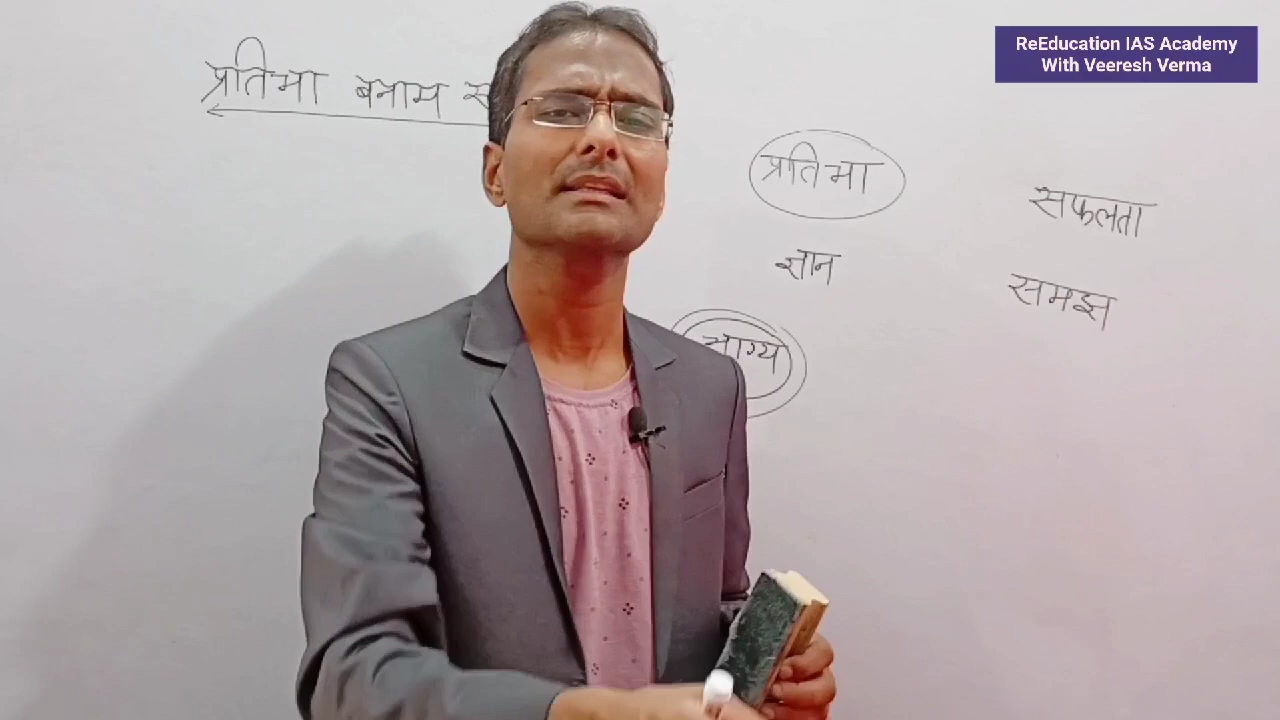 ReEducation IAS Academy
With Veeresh Verma
प्रतिभा बनाम
प्रतिभा
सफलता
ज्ञान
समझ
भाग्य